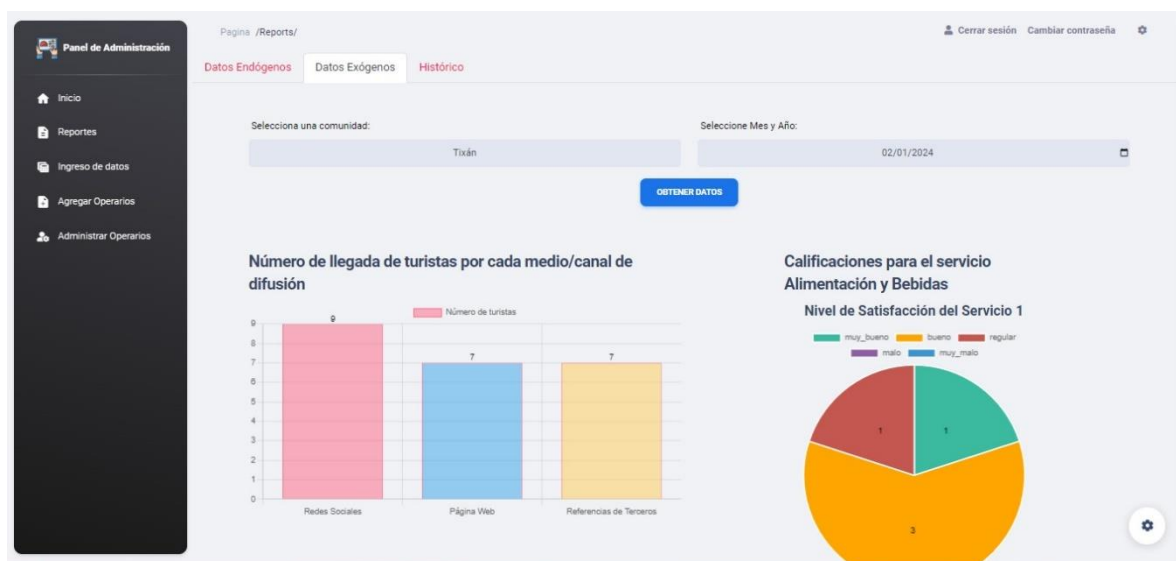 Panel de Administración
Inicio
Reportes
Ingreso de datos
Agregar Operarios
Administrar Operarios
Pagina /Reports/
Cerrar sesión Cambiar contraseña
Datos Endógenos Datos Exógenos Histórico
Selecciona una comunidad:
Tixán
Seleccione Mes y Año:
02/01/2024
OBTENER DATOS
Número de llegada de turistas por cada medio/canal de
difusión
Número de turistas
9
8
7
6
5
4
3
2
1
0
9
7
7
Redes Sociales Página Web Referencias de Terceros
Calificaciones para el servicio
Alimentación y Bebidas
Nivel de Satisfacción del Servicio 1
muy_bueno bueno regular
malo muy_malo
1
1
3